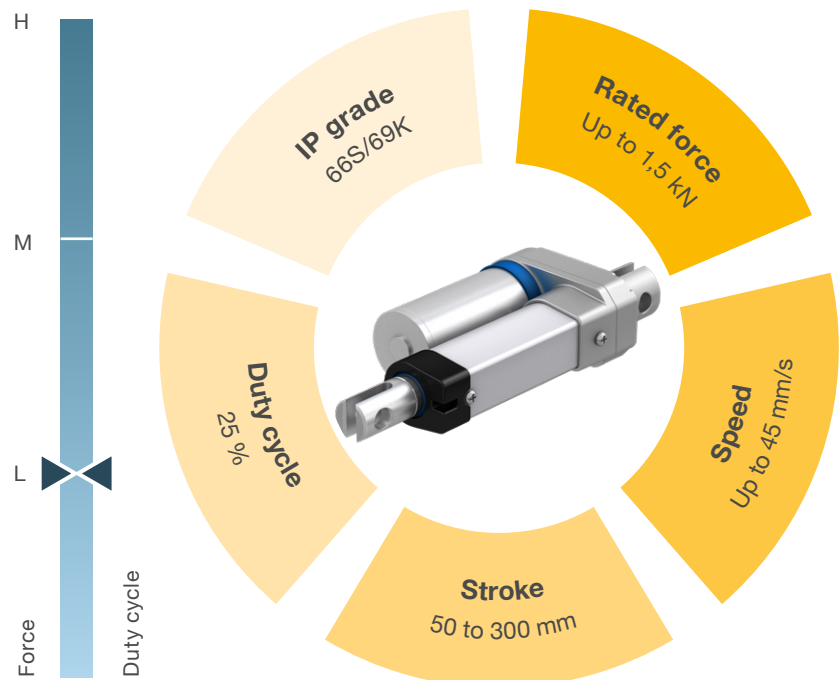 H
M
L
Force
Duty cycle
IP grade
66S/69K
Rated force
Up to 1,5 kN
Speed
Up to 45 mm/s
Stroke
50 to 300 mm
Duty cycle
25 %